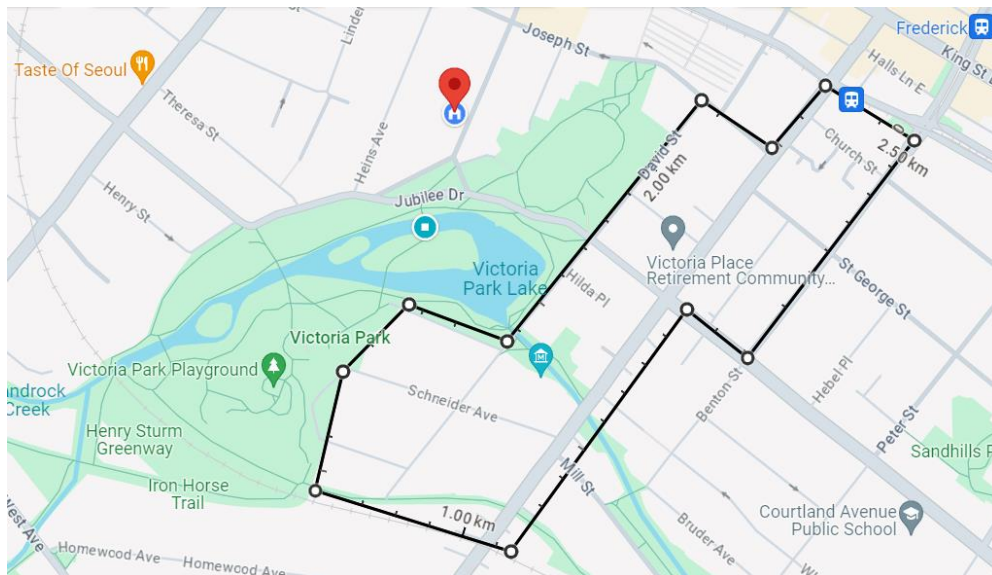 Joseph St
Linder
Frederick
King St E
Halls Ln E
Taste Of Seoul
Theresa St
Heins Ave
David St
2.00 km
Church St
2.50 km
Henry St
Jubilee Dr
Victoria
Park Lake
Hilda Pl
Victoria Place
Retirement Community...
St George St
Victoria Park
Victoria Park Playground
Schneider Ave
Benton St
Hebel Pl
Peter St
androck
Creek
Henry Sturm
Greenway
Iron Horse
Trail
1.00 km
Mill St
Sandhills P
Courtland Avenue
Public School
Bruder Ave
West Ave
Homewood Ave
Homewood Ave